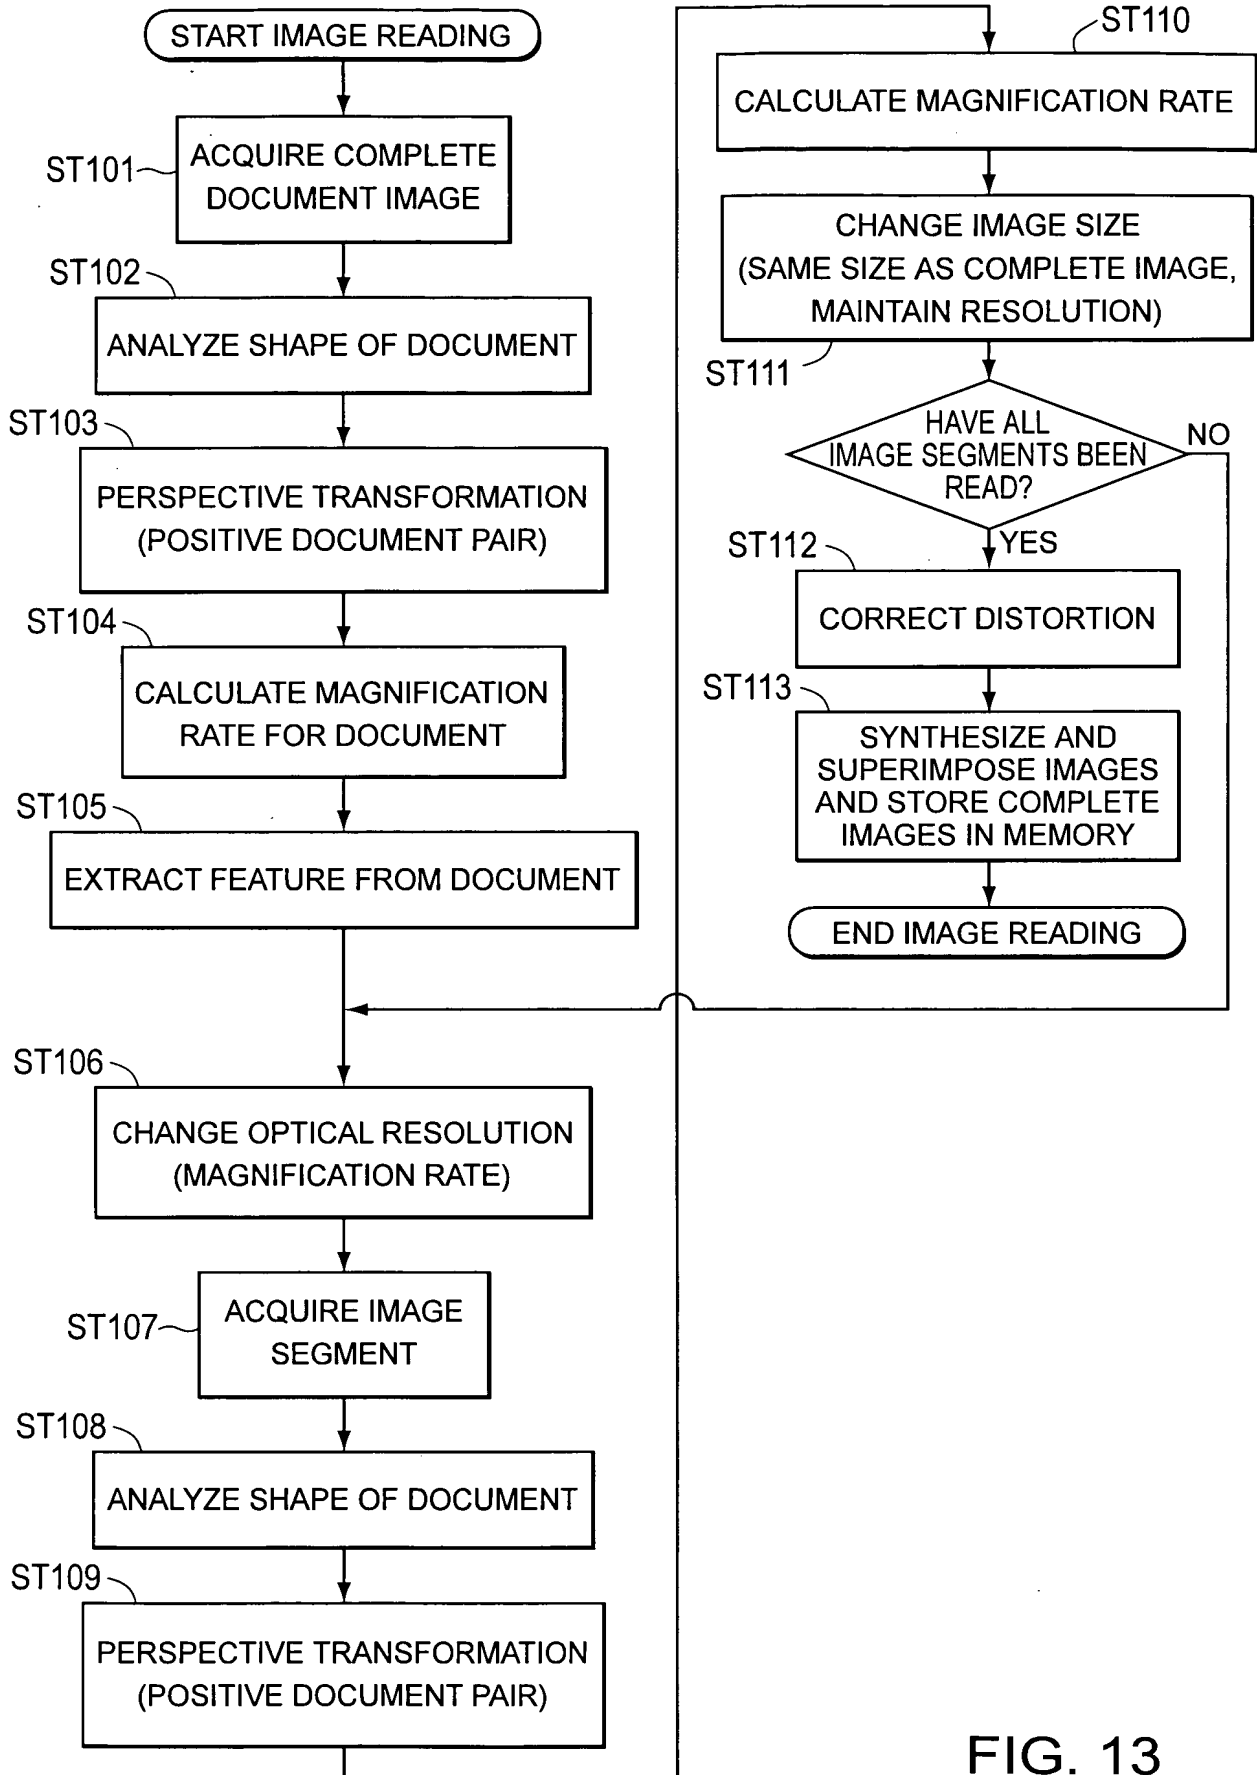 START IMAGE READING
ST101
ACQUIRE COMPLETE
DOCUMENT IMAGE
ST102
ANALYZE SHAPE OF DOCUMENT
ST103
PERSPECTIVE TRANSFORMATION
(POSITIVE DOCUMENT PAIR)
ST104
CALCULATE MAGNIFICATION
RATE FOR DOCUMENT
ST105
EXTRACT FEATURE FROM DOCUMENT
ST106
CHANGE OPTICAL RESOLUTION
(MAGNIFICATION RATE)
ST107
ACQUIRE IMAGE
SEGMENT
ST108
ANALYZE SHAPE OF DOCUMENT
ST109
PERSPECTIVE TRANSFORMATION
(POSITIVE DOCUMENT PAIR)
ST110
CALCULATE MAGNIFICATION RATE
CHANGE IMAGE SIZE
(SAME SIZE AS COMPLETE IMAGE,
MAINTAIN RESOLUTION)
ST111
HAVE ALL
IMAGE SEGMENTS BEEN
READ?
NO
YES
ST112
CORRECT DISTORTION
ST113
SYNTHESIZE AND
SUPERIMPOSE IMAGES
AND STORE COMPLETE
IMAGES IN MEMORY
END IMAGE READING
FIG. 13